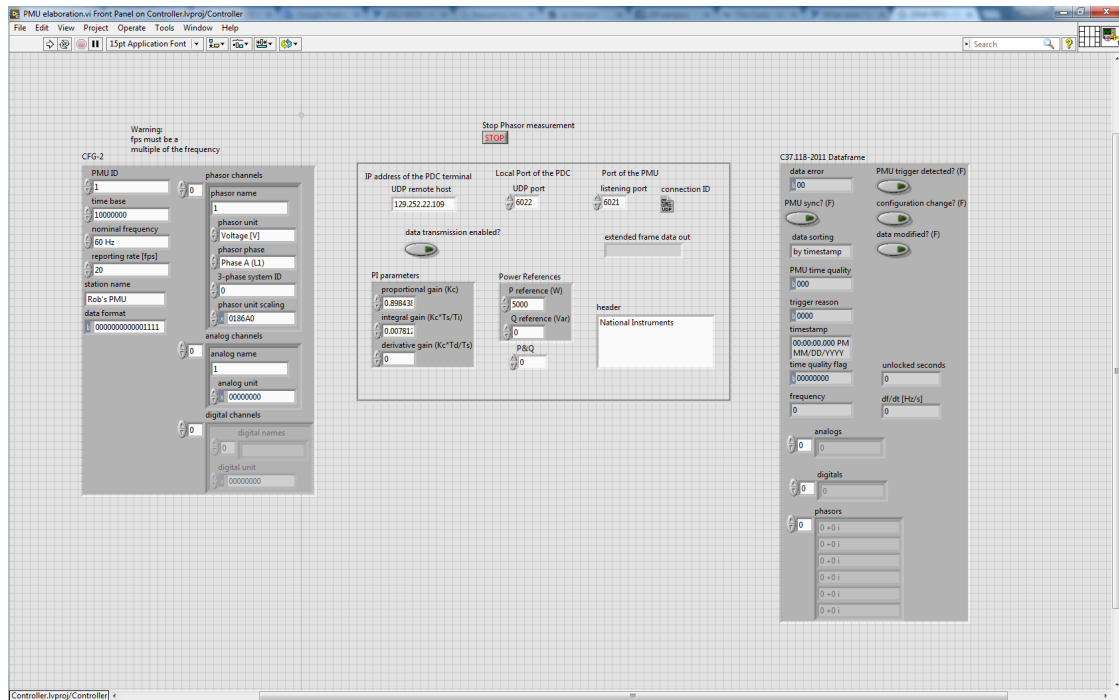 PMU elaboration.vi Front Panel on Controller.lvproj/Controller
File Edit View Project Operate Tools Window Help
15pt Application Font
Search
Stop Phasor measurement
STOP
Warning:
fps must be a
multiple of the frequency
CFG-2
PMU ID
1
time base
10000000
nominal frequency
60 Hz
reporting rate [fps]
20
station name
Rob's PMU
data format
0000000000001111
phasor channels
0
phasor name
1
phasor unit
Voltage [V]
phasor phase
Phase A (L1)
3-phase system ID
0
phasor unit scaling
x 0186A0
analog channels
0
analog name
1
analog unit
x 00000000
digital channels
0
digital names
0
digital unit
x 00000000
IP address of the PDC terminal
UDP remote host
129.252.22.109
Local Port of the PDC
UDP port
6022
Port of the PMU
listening port
6021
connection ID
UDP
data transmission enabled?
extended frame data out
PI parameters
proportional gain (Kc)
0.898438
integral gain (Kc*Ts/Ti)
0.007812
derivative gain (Kc*Td/Ts)
0
Power References
P reference (W)
5000
Q reference (Var)
0
P&Q
0
header
National Instruments
C37.118-2011 Dataframe
data error
b 00
PMU trigger detected? (F)
PMU sync? (F)
configuration change? (F)
data sorting
by timestamp
data modified? (F)
PMU time quality
b 000
trigger reason
b 0000
timestamp
00:00:00.000 PM
MM/DD/YYYY
time quality flag
b 00000000
unlocked seconds
0
frequency
0
df/dt [Hz/s]
0
analogs
0
0
digitals
0
0
phasors
0
0 +0 i
0 +0 i
0 +0 i
0 +0 i
0 +0 i
0 +0 i
Controller.lvproj/Controller